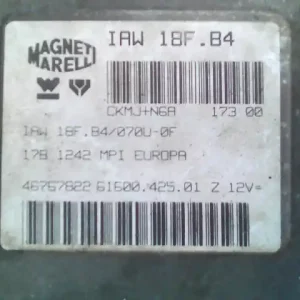 MAGNETI MARELLI
IAW 18F.B4
CKMJ+N6A 173 00
IAW 18F.B4/070U-0F
178 1242 MPI EUROPA
46767822 61600.425.01 Z 12V=